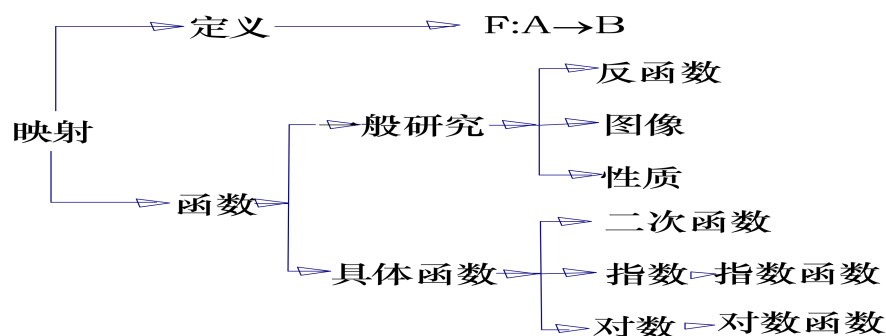 定义 F:A→B
反函数
映射 一般研究 图像
性质
函数
二次函数
具体函数 指数 指数函数
对数 对数函数